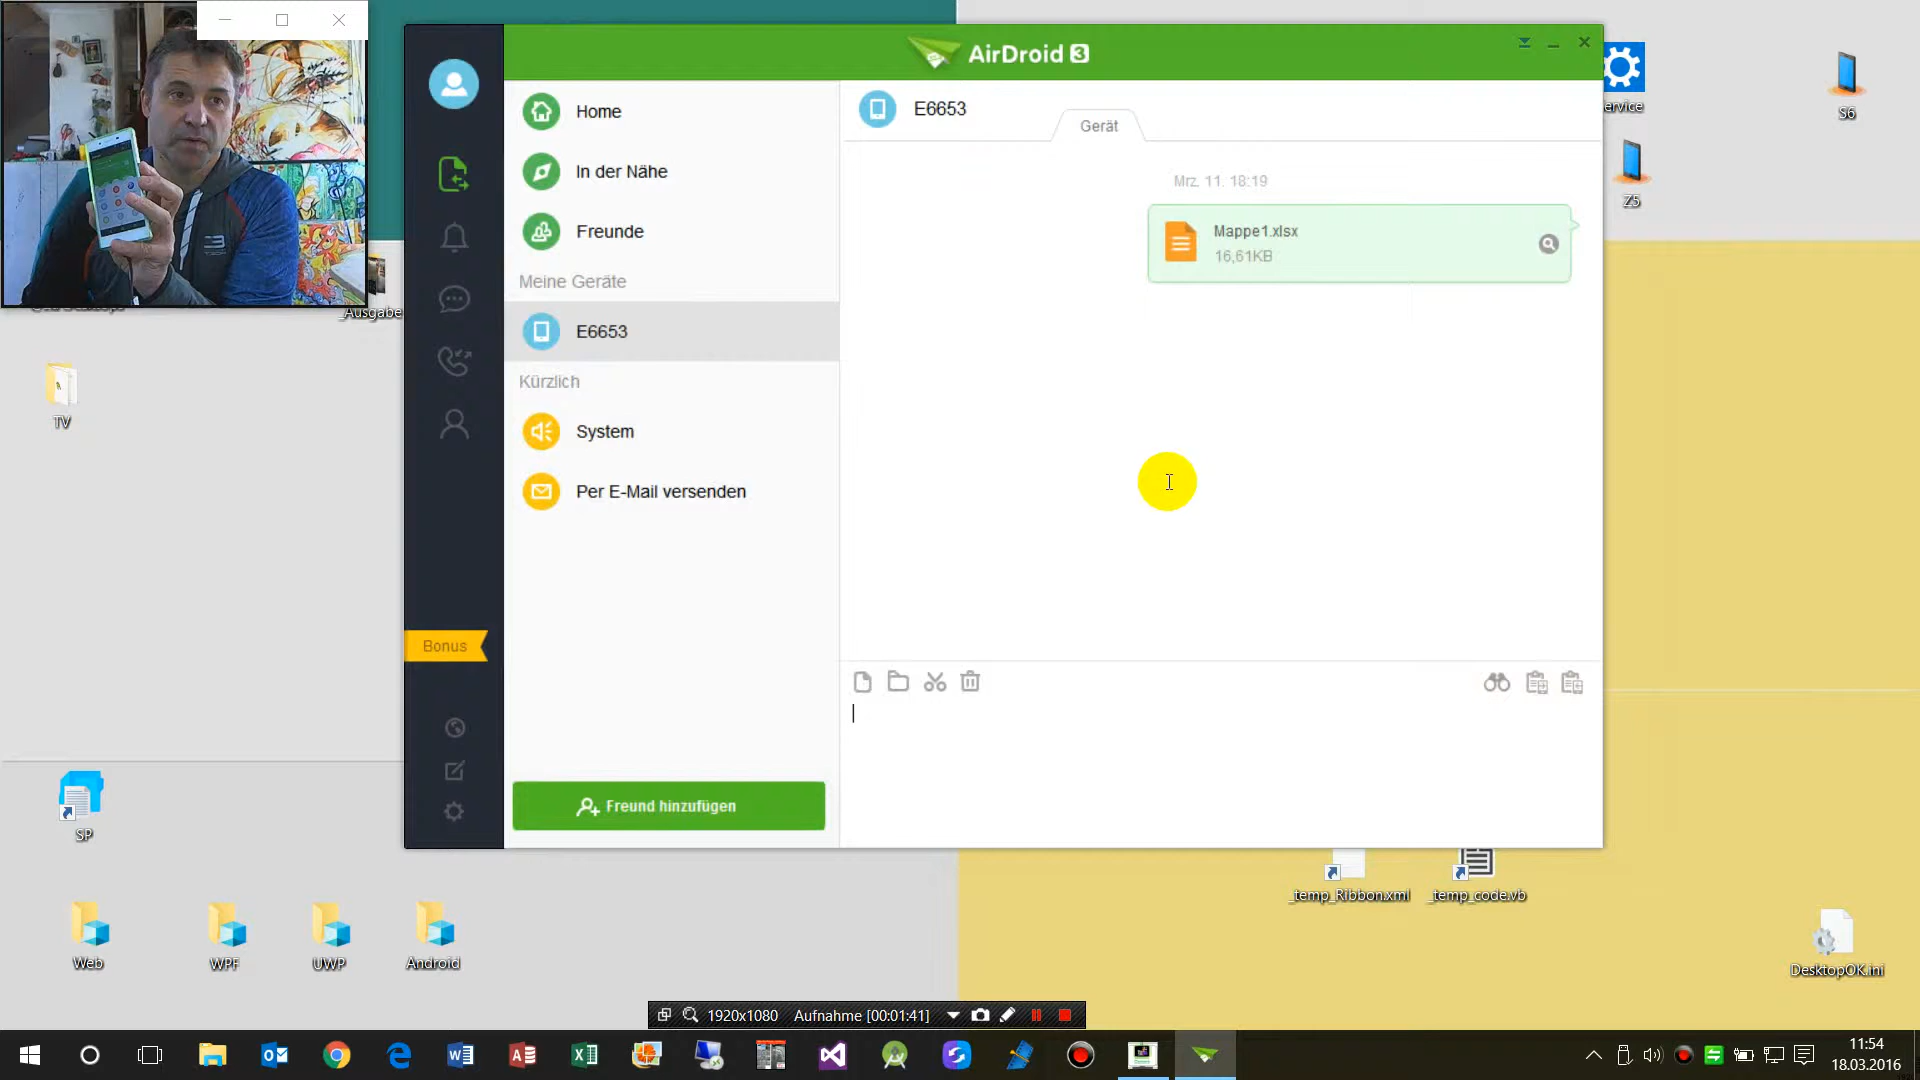 AirDroid 3
Home
In der Nähe
Freunde
Meine Geräte
E6653
Kürzlich
System
Per E-Mail versenden
Bonus
Freund hinzufügen
E6653
Gerät
Mrz. 11. 18:19
Mappe1.xlsx
16,61KB
S6
Z5
_Ausgabe
TV
SP
Web
WPF
UWP
Android
_temp_Ribbon.xml
_temp_code.vb
DesktopOK.ini
1920x1080 Aufnahme [00:01:41]
11:54
18.03.2016